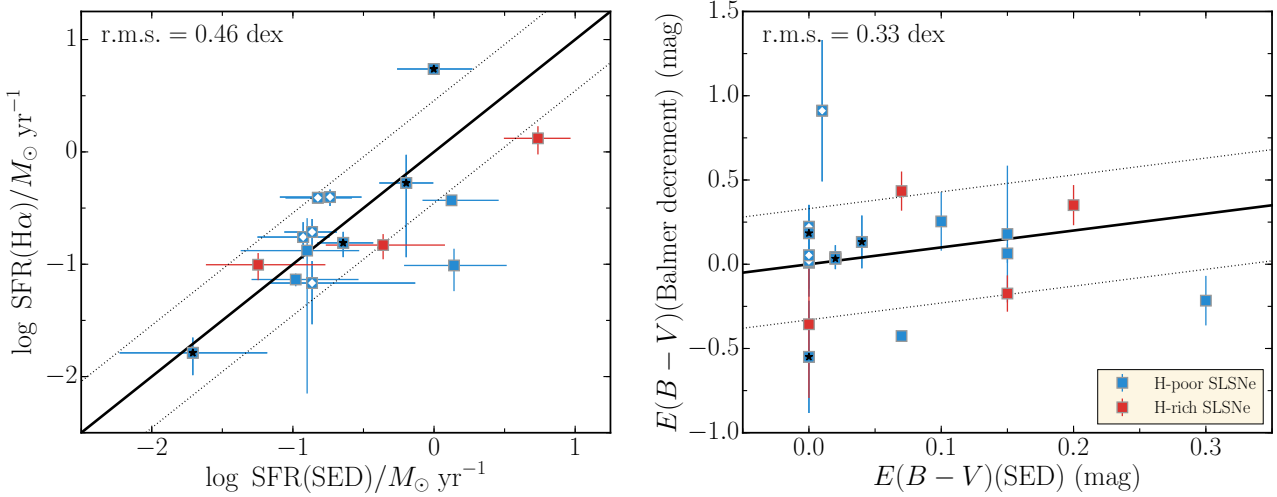 r.m.s. = 0.46 dex
1
0
−1
−2
log SFR(Hα)/M⊙ yr⁻¹
−2 −1 0 1
log SFR(SED)/M⊙ yr⁻¹
r.m.s. = 0.33 dex
1.0
0.5
0.0
−0.5
−1.0
E(B − V)(Balmer decrement) (mag)
H-poor SLSNe
H-rich SLSNe
0.0 0.1 0.2 0.3
E(B − V)(SED) (mag)